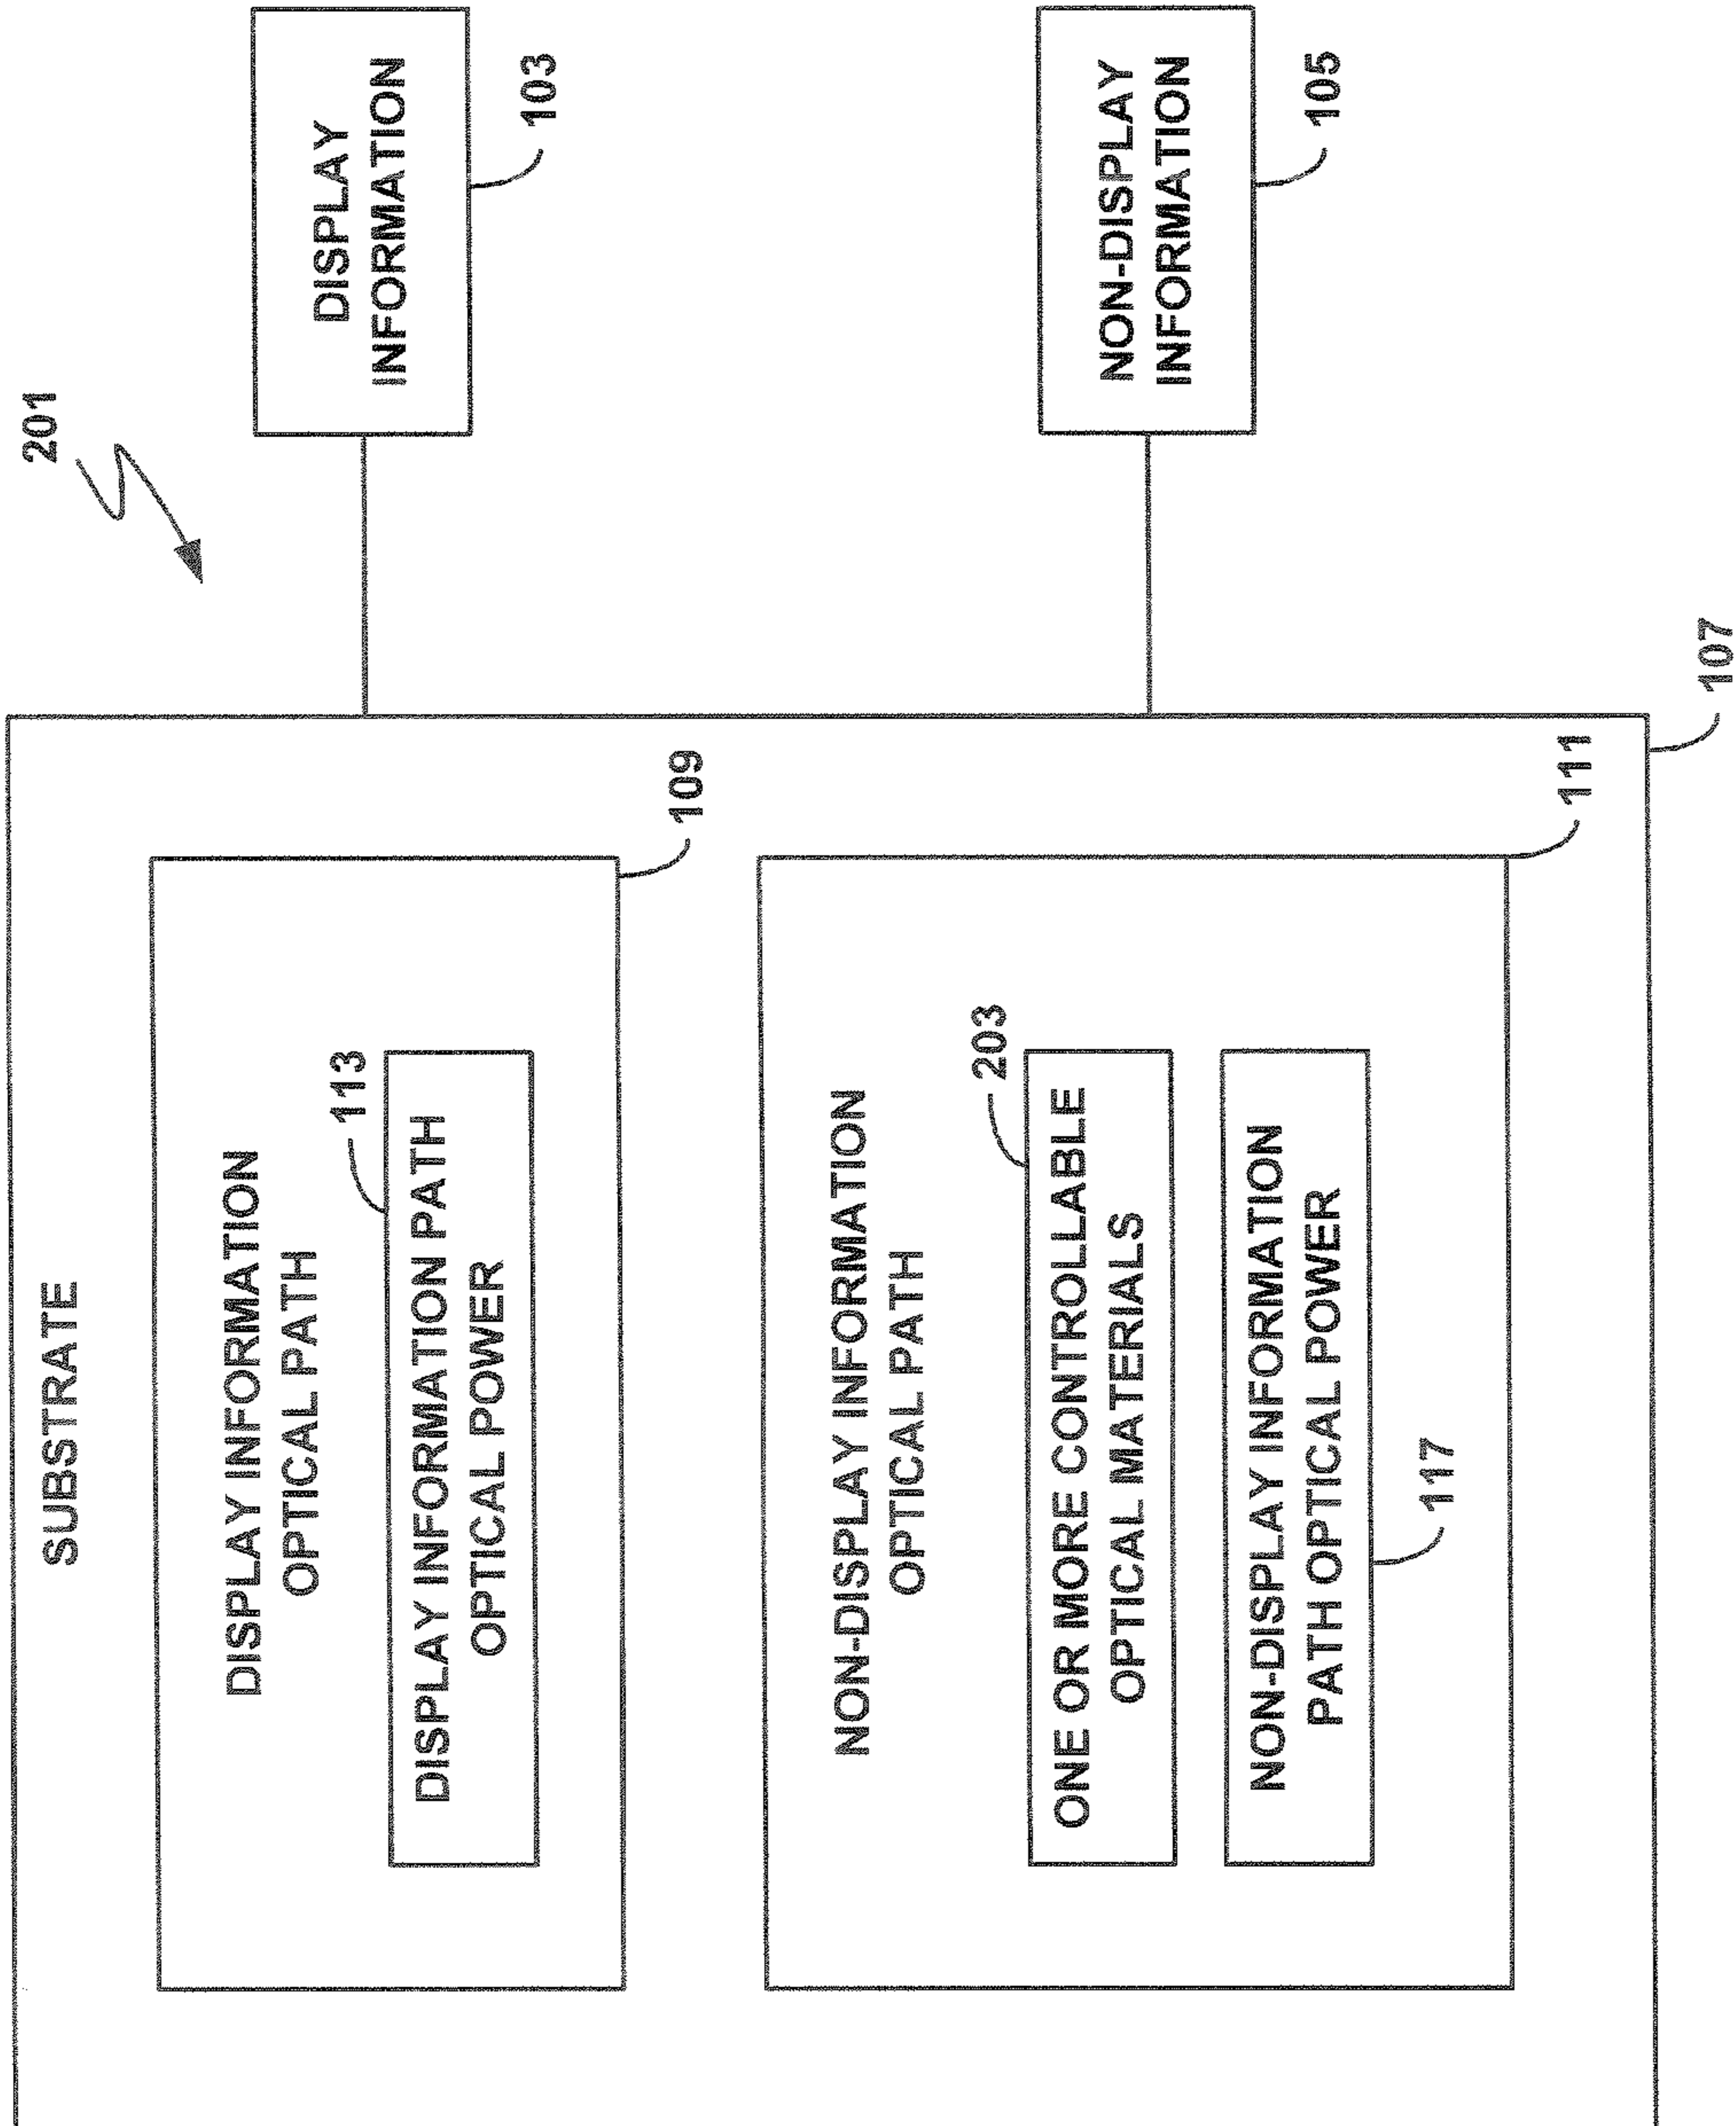 201
SUBSTRATE
DISPLAY INFORMATION
OPTICAL PATH
113
DISPLAY INFORMATION PATH
OPTICAL POWER
109
DISPLAY
INFORMATION
103
NON-DISPLAY INFORMATION
OPTICAL PATH
203
ONE OR MORE CONTROLLABLE
OPTICAL MATERIALS
NON-DISPLAY INFORMATION
PATH OPTICAL POWER
117
111
107
NON-DISPLAY
INFORMATION
105